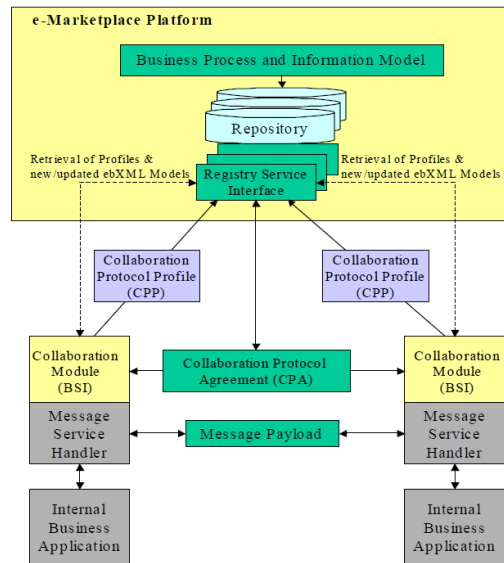 e-Marketplace Platform
Business Process and Information Model
Repository
Retrieval of Profiles &
new/updated ebXML Models
Registry Service
Interface
Retrieval of Profiles &
new/updated ebXML Models
Collaboration
Protocol Profile
(CPP)
Collaboration
Protocol Profile
(CPP)
Collaboration
Module
(BSI)
Collaboration Protocol
Agreement (CPA)
Collaboration
Module
(BSI)
Message
Service
Handler
Message Payload
Message
Service
Handler
Internal
Business
Application
Internal
Business
Application